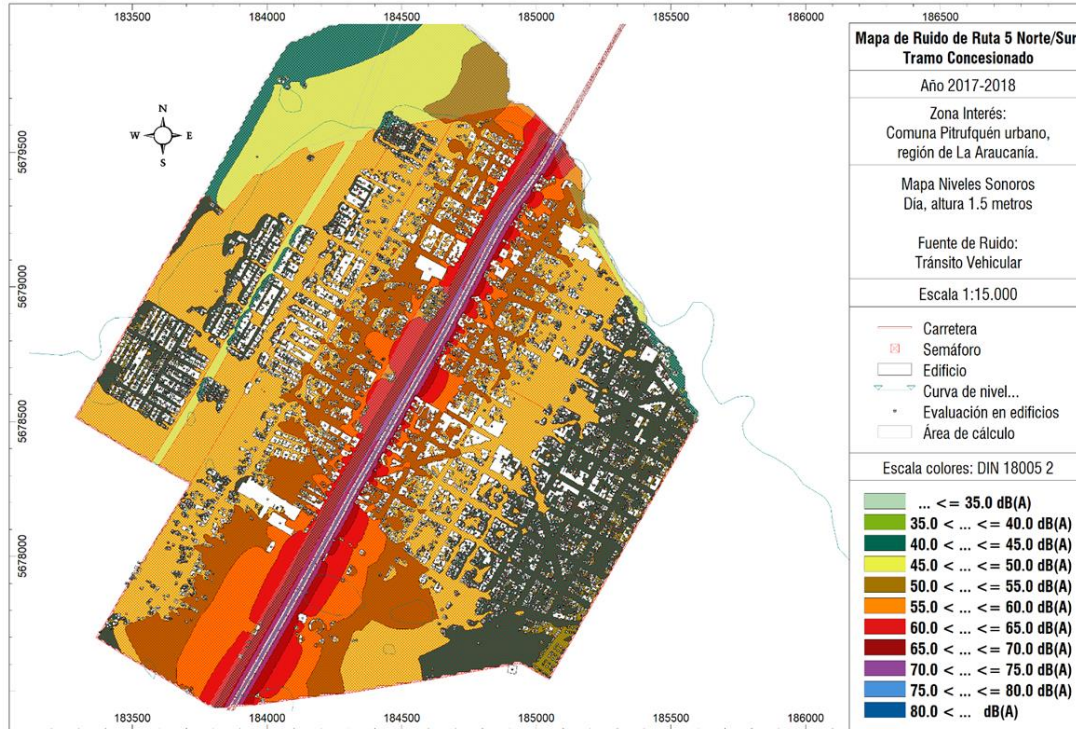 183500 184000 184500 185000 185500 186000 186500
5679500
5679000
5678500
5678000
N
W E
S
183500 184000 184500 185000 185500 186000
Mapa de Ruido de Ruta 5 Norte/Sur
Tramo Concesionado
Año 2017-2018
Zona Interés:
Comuna Pitrufquén urbano,
región de La Araucanía.
Mapa Niveles Sonoros
Día, altura 1.5 metros
Fuente de Ruido:
Tránsito Vehicular
Escala 1:15.000
Carretera
Semáforo
Edificio
Curva de nivel...
Evaluación en edificios
Área de cálculo
Escala colores: DIN 18005 2
... <= 35.0 dB(A)
35.0 < ... <= 40.0 dB(A)
40.0 < ... <= 45.0 dB(A)
45.0 < ... <= 50.0 dB(A)
50.0 < ... <= 55.0 dB(A)
55.0 < ... <= 60.0 dB(A)
60.0 < ... <= 65.0 dB(A)
65.0 < ... <= 70.0 dB(A)
70.0 < ... <= 75.0 dB(A)
75.0 < ... <= 80.0 dB(A)
80.0 < ... dB(A)